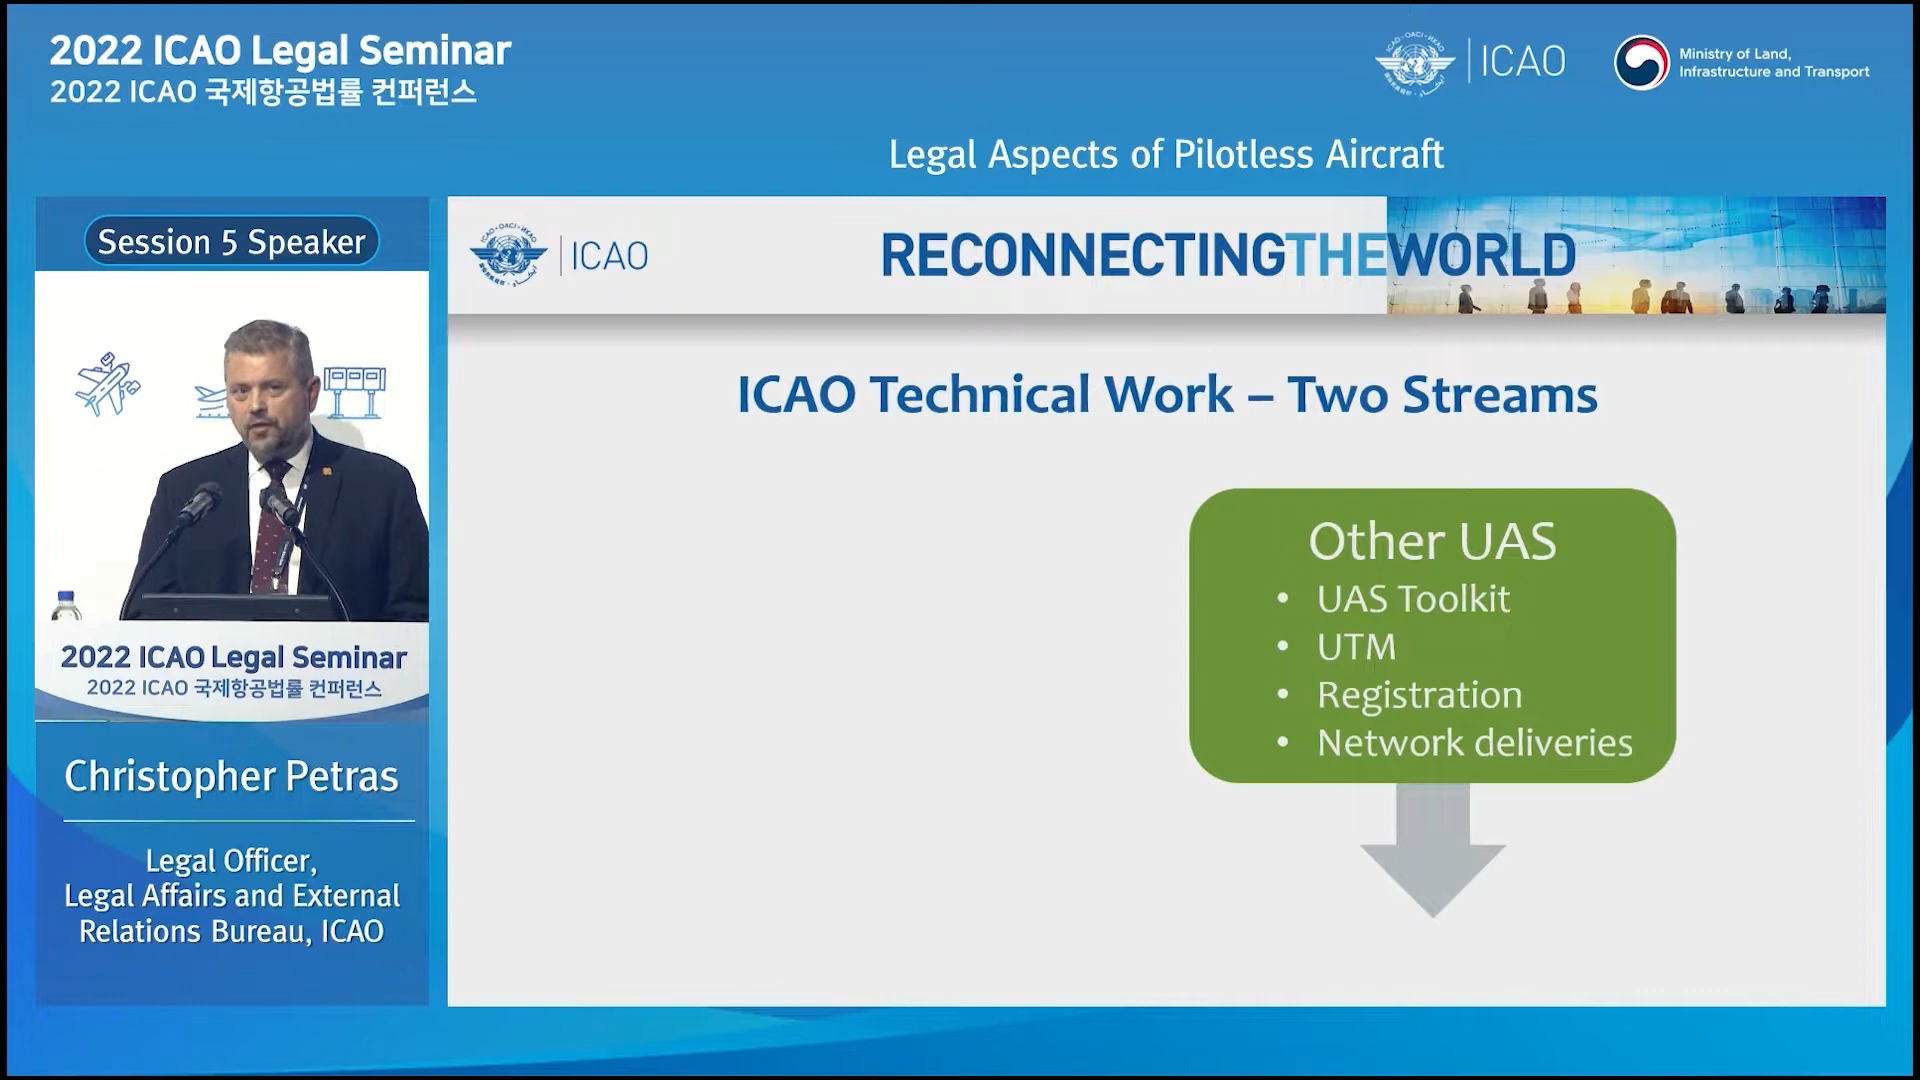 2022 ICAO Legal Seminar
2022 ICAO 국제항공법률 컨퍼런스
ICAO
Ministry of Land,
Infrastructure and Transport
Legal Aspects of Pilotless Aircraft
Session 5 Speaker
2022 ICAO Legal Seminar
2022 ICAO 국제항공법률 컨퍼런스
Christopher Petras
Legal Officer,
Legal Affairs and External
Relations Bureau, ICAO
ICAO
RECONNECTINGTHEWORLD
ICAO Technical Work – Two Streams
Other UAS
• UAS Toolkit
• UTM
• Registration
• Network deliveries